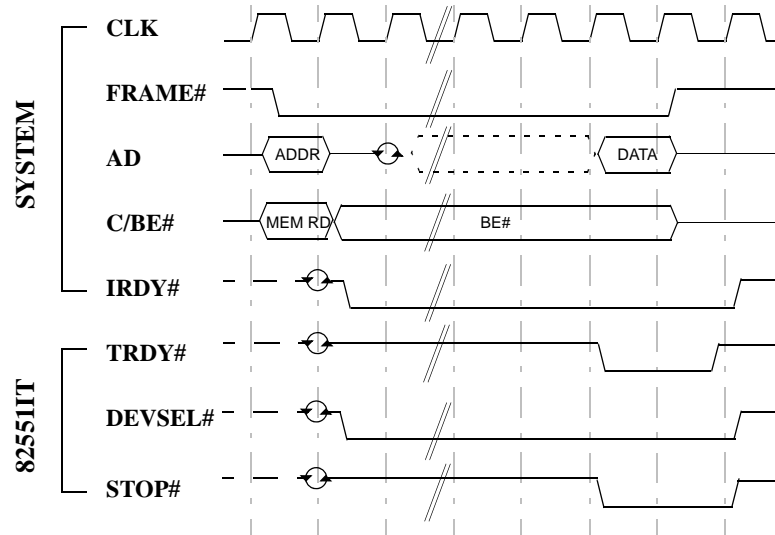 SYSTEM
CLK
FRAME#
AD
ADDR
DATA
C/BE#
MEM RD
BE#
IRDY#
82551IT
TRDY#
DEVSEL#
STOP#